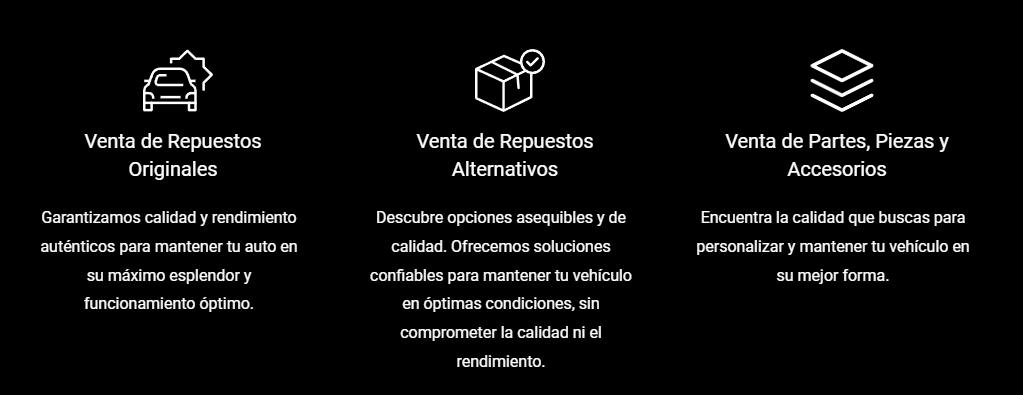 Venta de Repuestos
Originales
Garantizamos calidad y rendimiento
auténticos para mantener tu auto en
su máximo esplendor y
funcionamiento óptimo.
Venta de Repuestos
Alternativos
Descubre opciones asequibles y de
calidad. Ofrecemos soluciones
confiables para mantener tu vehículo
en óptimas condiciones, sin
comprometer la calidad ni el
rendimiento.
Venta de Partes, Piezas y
Accesorios
Encuentra la calidad que buscas para
personalizar y mantener tu vehículo en
su mejor forma.